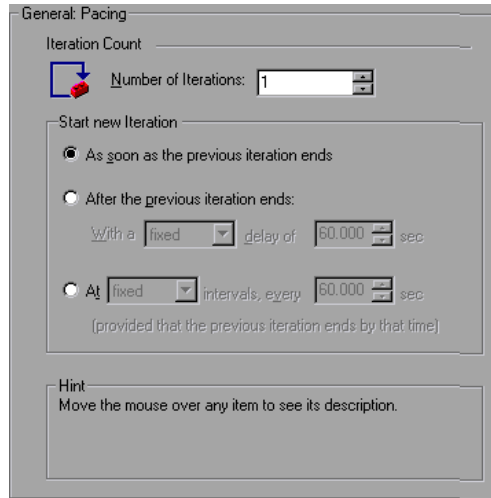 General: Pacing
Iteration Count
Number of Iterations: 1
Start new Iteration
As soon as the previous iteration ends
After the previous iteration ends:
With a fixed delay of 60.000 sec
At fixed intervals, every 60.000 sec
(provided that the previous iteration ends by that time)
Hint
Move the mouse over any item to see its description.